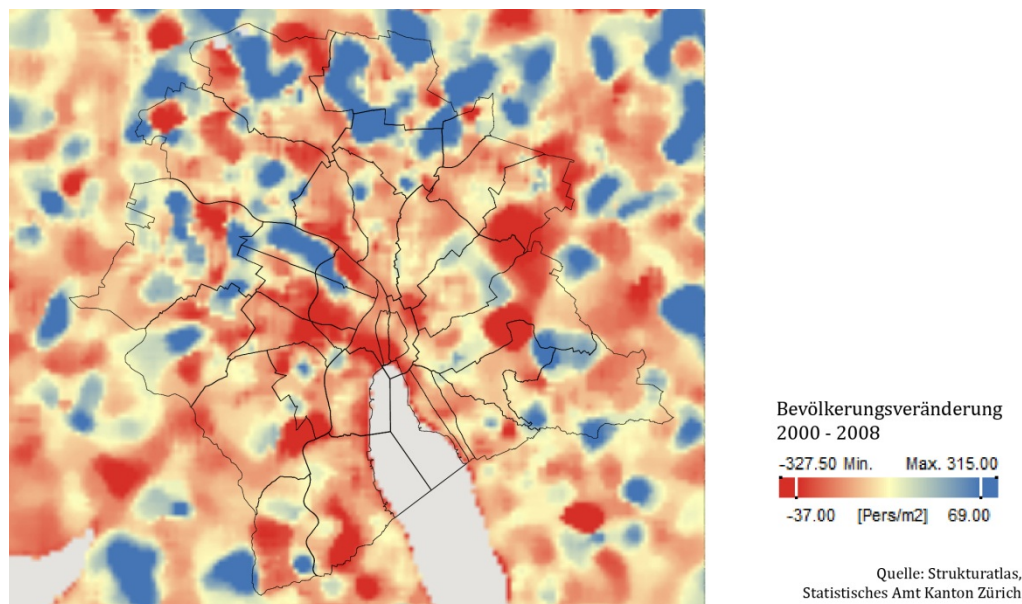 Bevölkerungsveränderung
2000 - 2008
-327.50 Min. Max. 315.00
-37.00 [Pers/m2] 69.00
Quelle: Strukturatlas,
Statistisches Amt Kanton Zürich